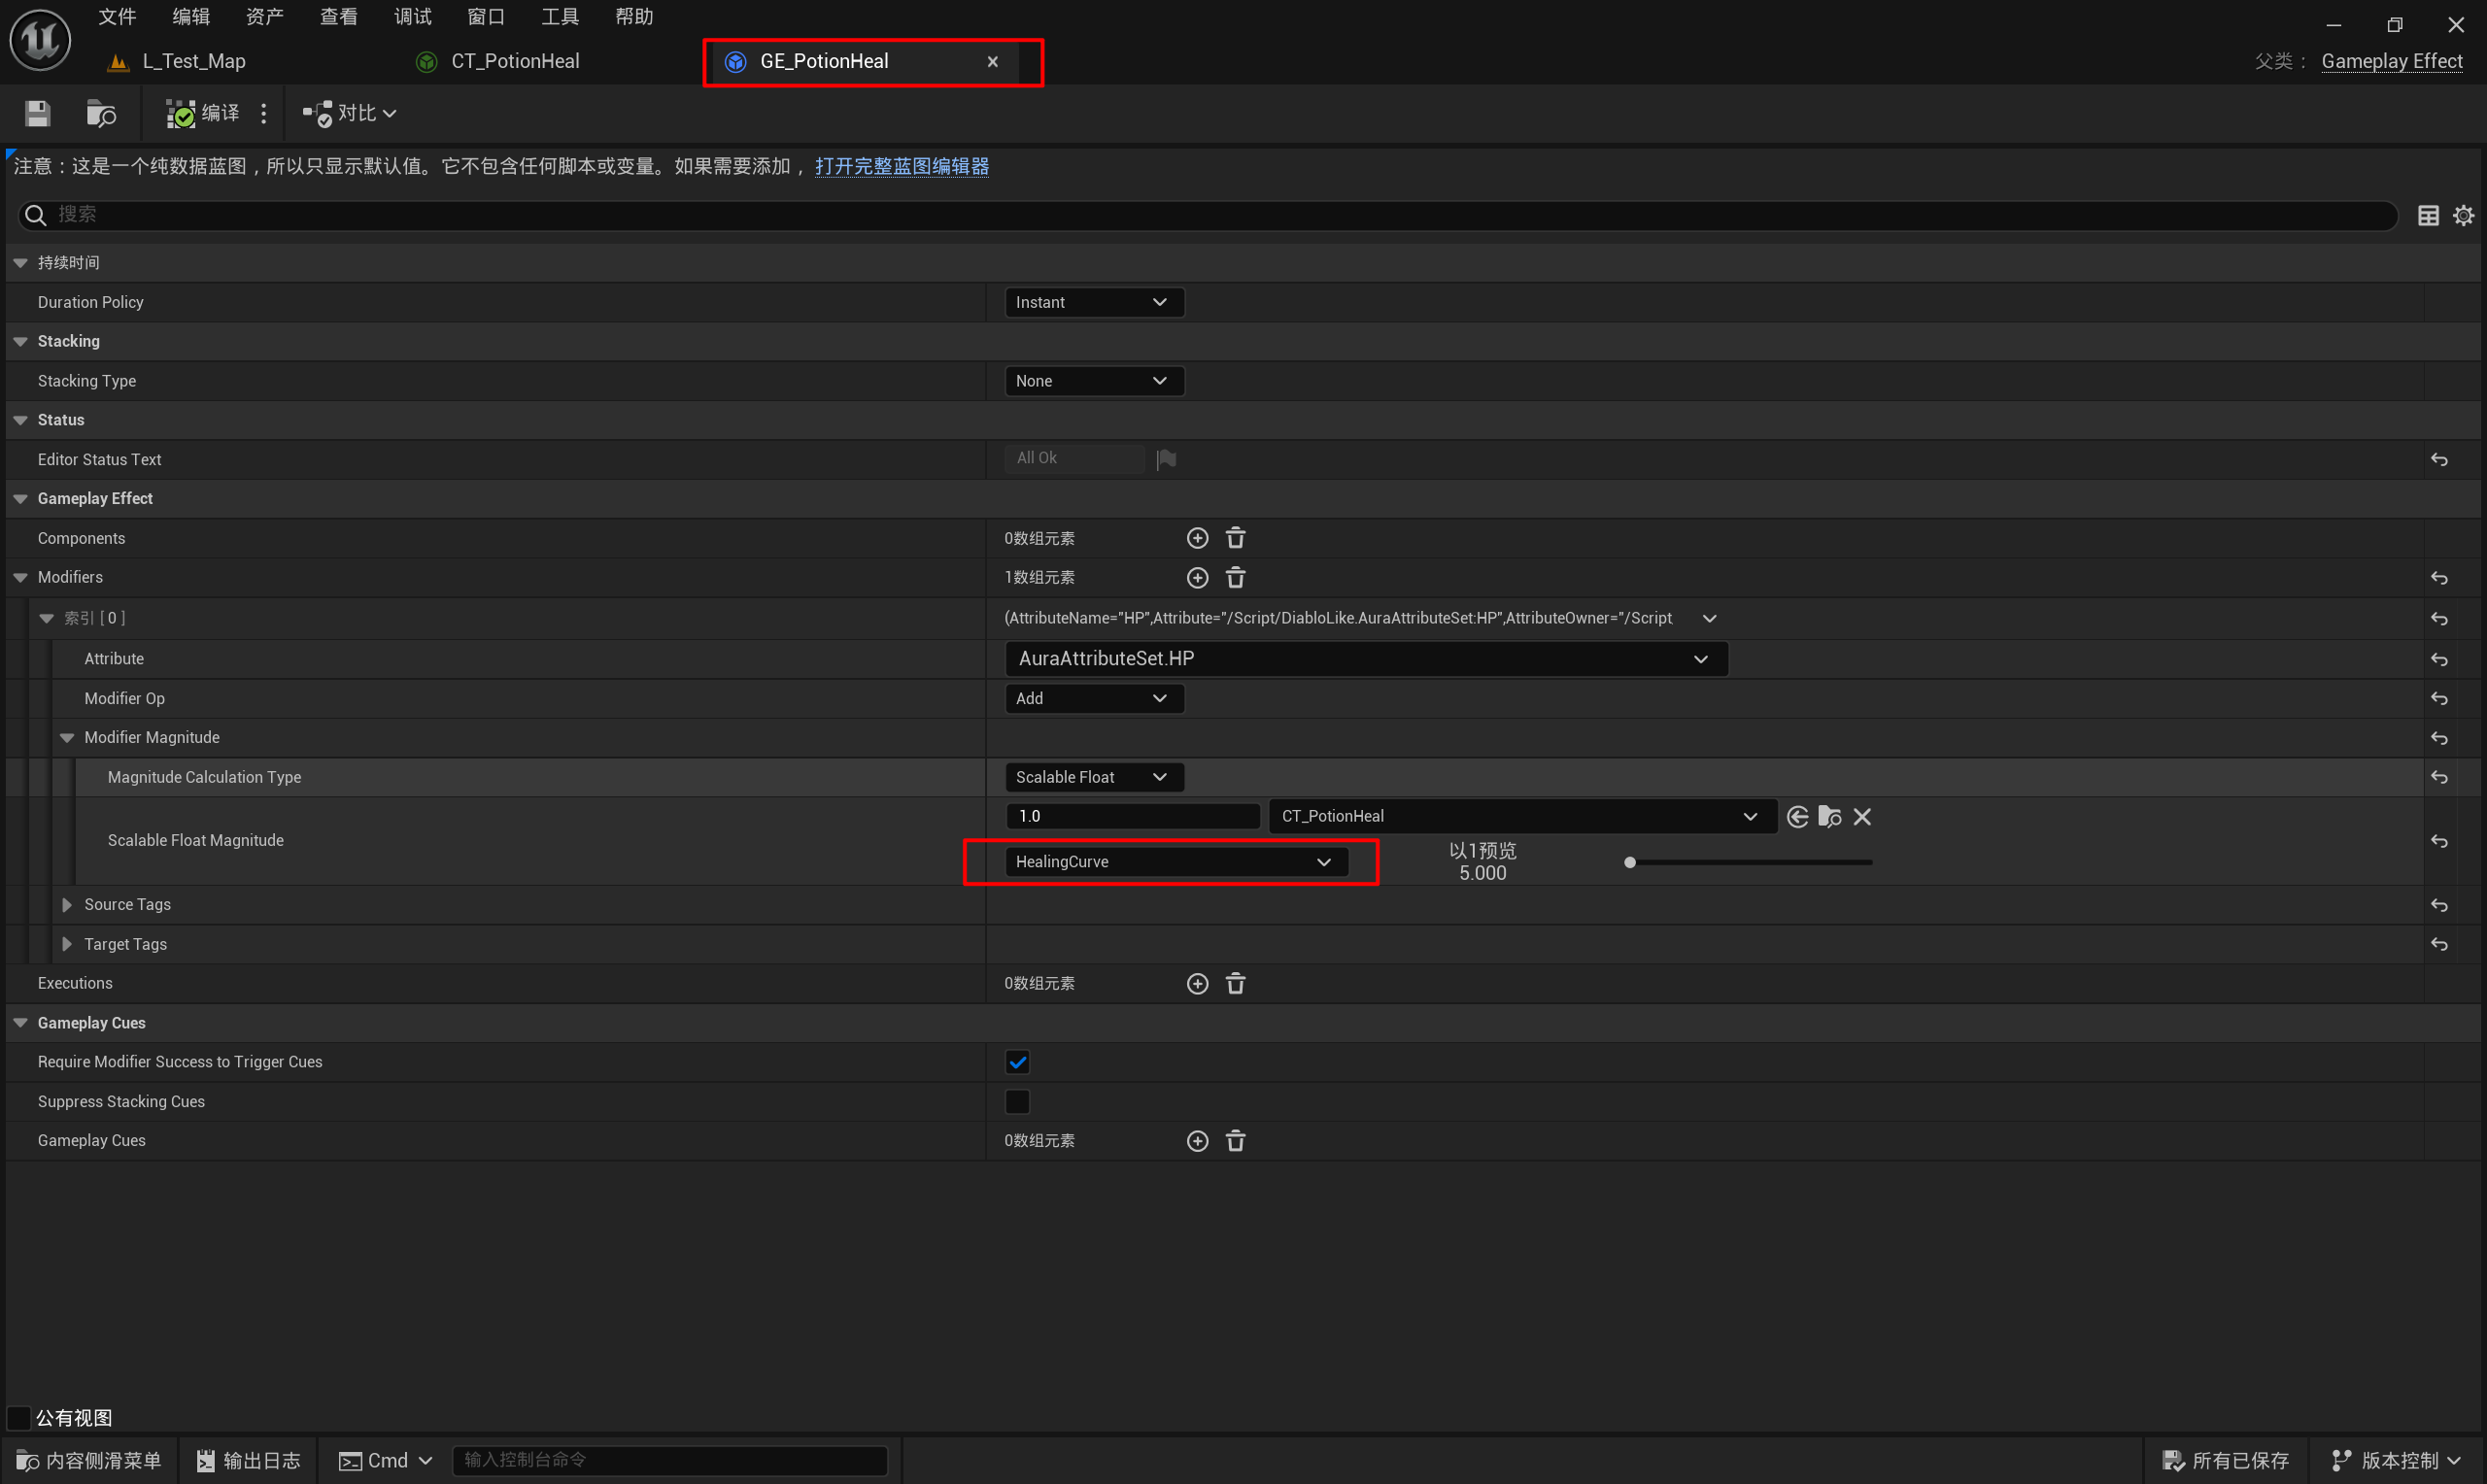 文件 编辑 资产 查看 调试 窗口 工具 帮助
L_Test_Map CT_PotionHeal GE_PotionHeal 父类： Gameplay Effect
编译 对比
注意：这是一个纯数据蓝图，所以只显示默认值。它不包含任何脚本或变量。如果需要添加，打开完整蓝图编辑器
搜索
持续时间
Duration Policy Instant
Stacking
Stacking Type None
Status
Editor Status Text All Ok
Gameplay Effect
Components 0数组元素
Modifiers 1数组元素
索引 [ 0 ] (AttributeName="HP",Attribute="/Script/DiabloLike.AuraAttributeSet:HP",AttributeOwner="/Script
Attribute AuraAttributeSet.HP
Modifier Op Add
Modifier Magnitude
Magnitude Calculation Type Scalable Float
Scalable Float Magnitude 1.0 CT_PotionHeal
HealingCurve 以1预览
5.000
Source Tags
Target Tags
Executions 0数组元素
Gameplay Cues
Require Modifier Success to Trigger Cues
Suppress Stacking Cues
Gameplay Cues 0数组元素
公有视图
内容侧滑菜单 输出日志 Cmd 输入控制台命令 所有已保存 版本控制